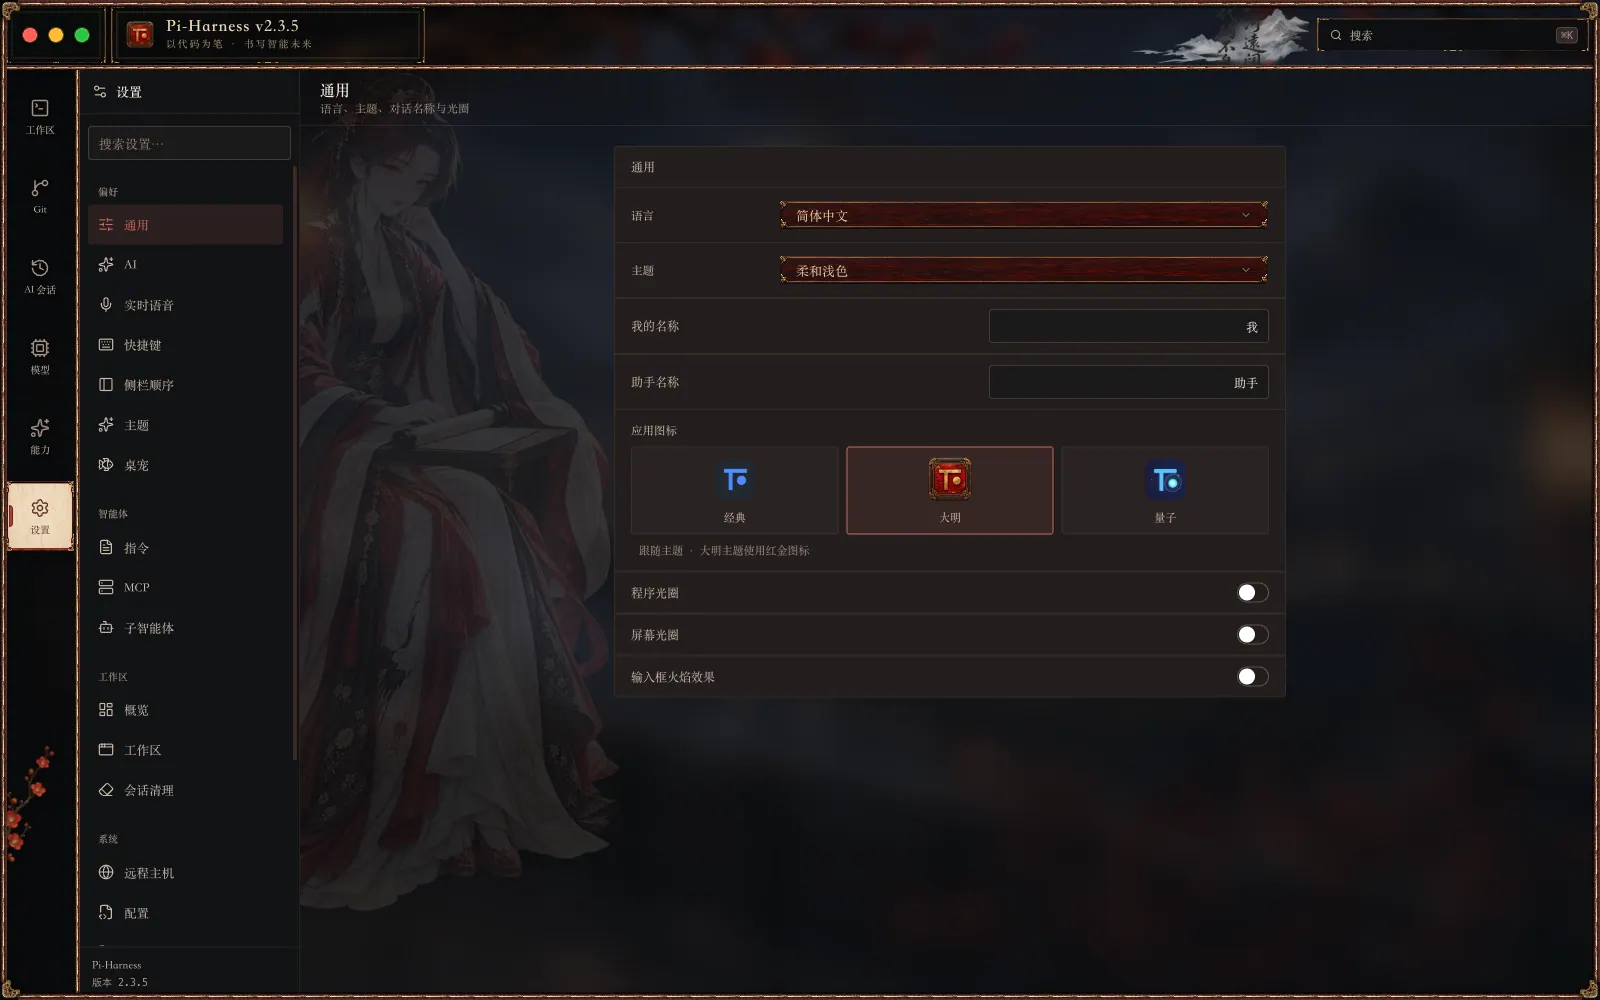 Pi-Harness v2.3.5
以代码为笔 · 书写智能未来
搜索
⌘K
工作区
Git
AI 会话
模型
能力
设置
设置
搜索设置…
偏好
通用
AI
实时语音
快捷键
侧栏顺序
主题
桌宠
智能体
指令
MCP
子智能体
工作区
概览
工作区
会话清理
系统
远程主机
配置
Pi-Harness
版本 2.3.5
通用
语言、主题、对话名称与光圈
通用
语言
简体中文
主题
柔和浅色
我的名称
我
助手名称
助手
应用图标
经典
大明
量子
跟随主题 · 大明主题使用红金图标
程序光圈
屏幕光圈
输入框火焰效果